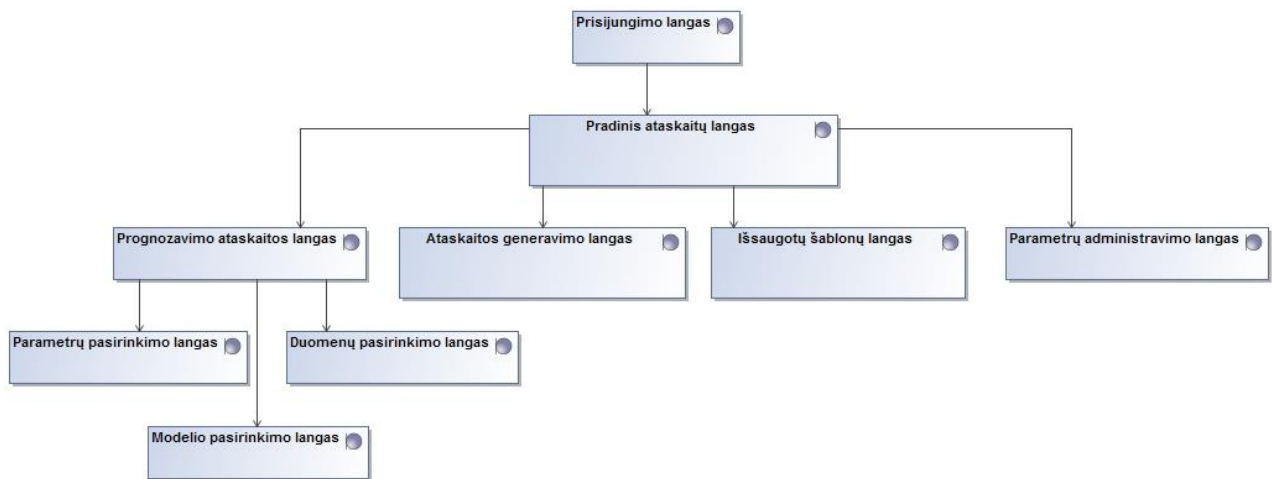 Prisijungimo langas
Pradinis ataskaitų langas
Prognozavimo ataskaitos langas
Ataskaitos generavimo langas
Išsaugotų šablonų langas
Parametrų administravimo langas
Parametrų pasirinkimo langas
Duomenų pasirinkimo langas
Modelio pasirinkimo langas